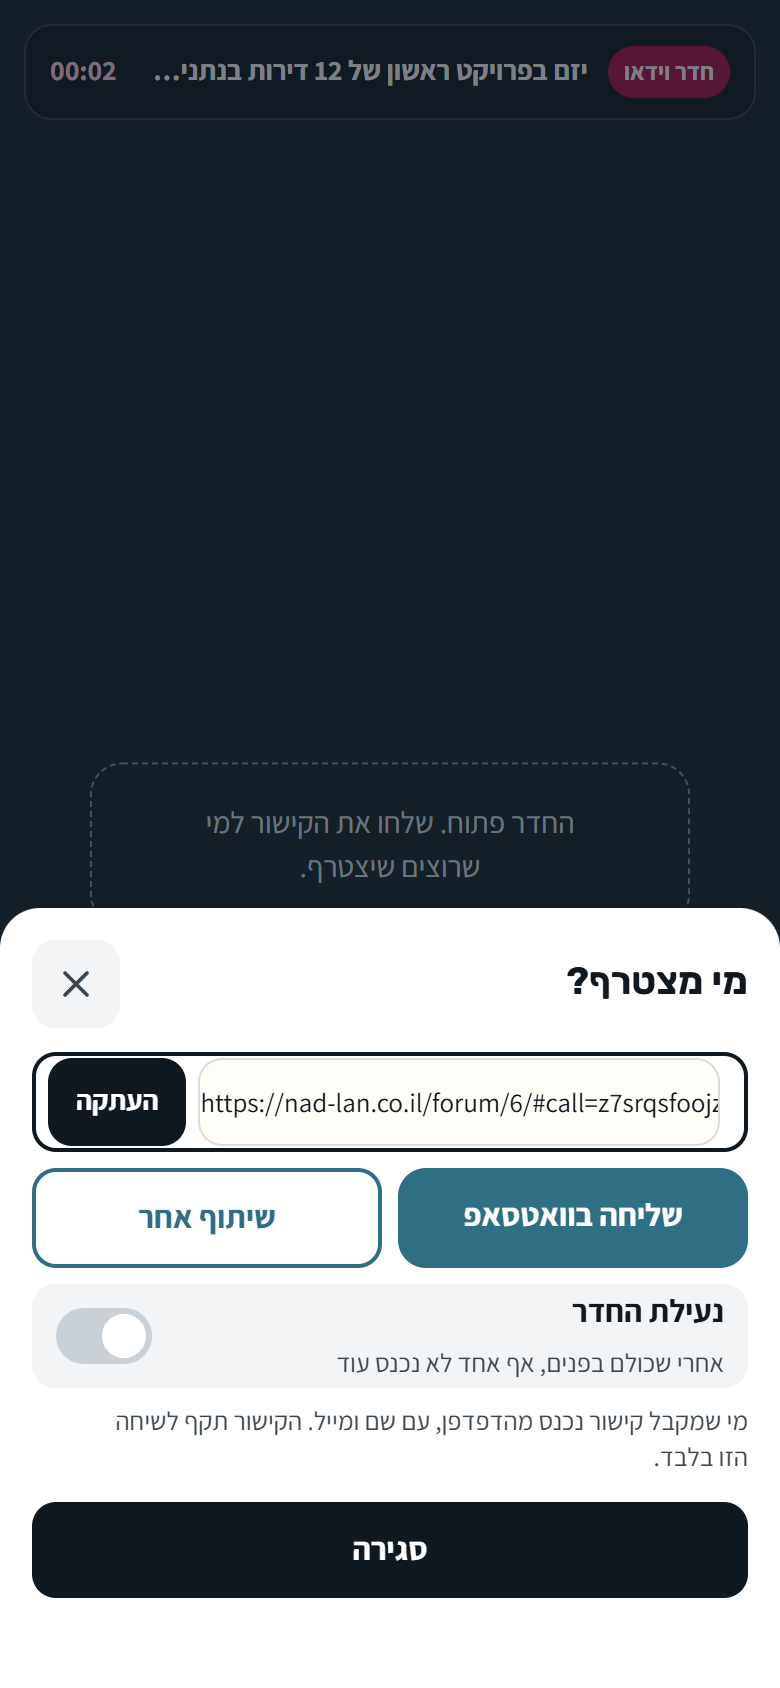 חדר וידאו
יזם בפרויקט ראשון של 12 דירות בנתני...
00:02
החדר פתוח. שלחו את הקישור למי
שרוצים שיצטרף.
מי מצטרף?
https://nad-lan.co.il/forum/6/#call=z7srqsfoojz
העתקה
שליחה בוואטסאפ
שיתוף אחר
נעילת החדר
אחרי שכולם בפנים, אף אחד לא נכנס עוד
מי שמקבל קישור נכנס מהדפדפן, עם שם ומייל. הקישור תקף לשיחה
הזו בלבד.
סגירה